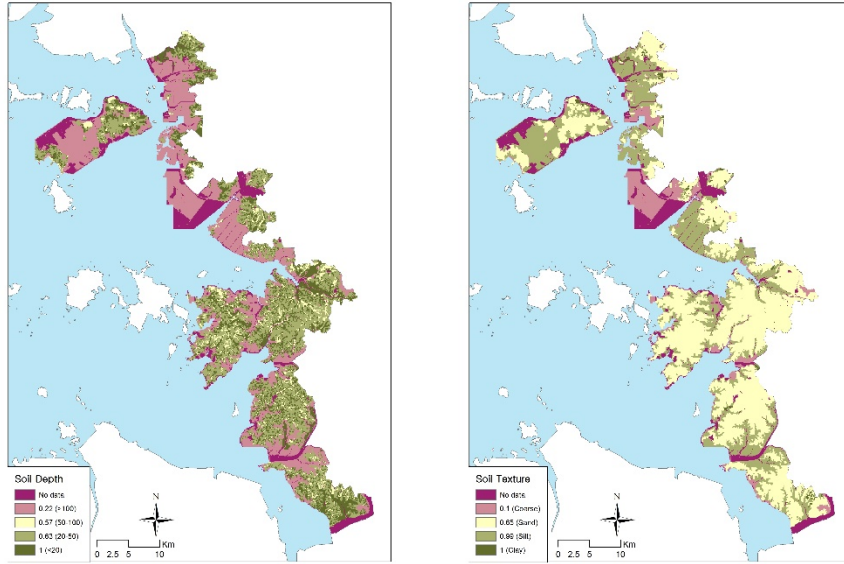 Soil Depth
No data
0.22 (>100)
0.57 (50-100)
0.63 (20-50)
1 (<20)
N
Km
0 2.5 5 10
Soil Texture
No data
0.1 (Coarse)
0.65 (Sand)
0.99 (Silt)
1 (Clay)
N
Km
0 2.5 5 10